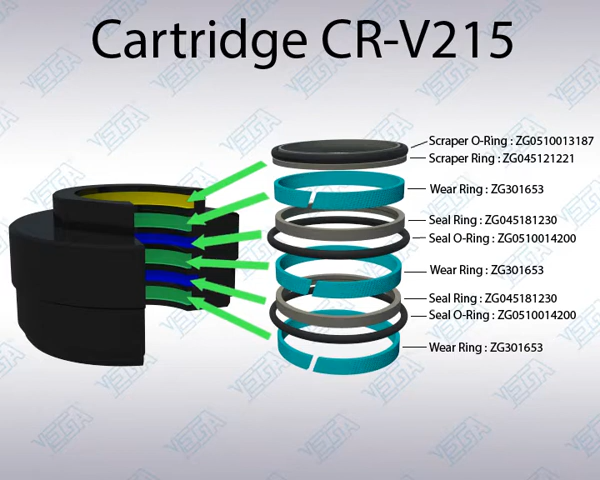 Cartridge CR-V215
Scraper O-Ring : ZG0510013187
Scraper Ring : ZG045121221
Wear Ring : ZG301653
Seal Ring : ZG045181230
Seal O-Ring : ZG0510014200
Wear Ring : ZG301653
Seal Ring : ZG045181230
Seal O-Ring : ZG0510014200
Wear Ring : ZG301653
VEGA